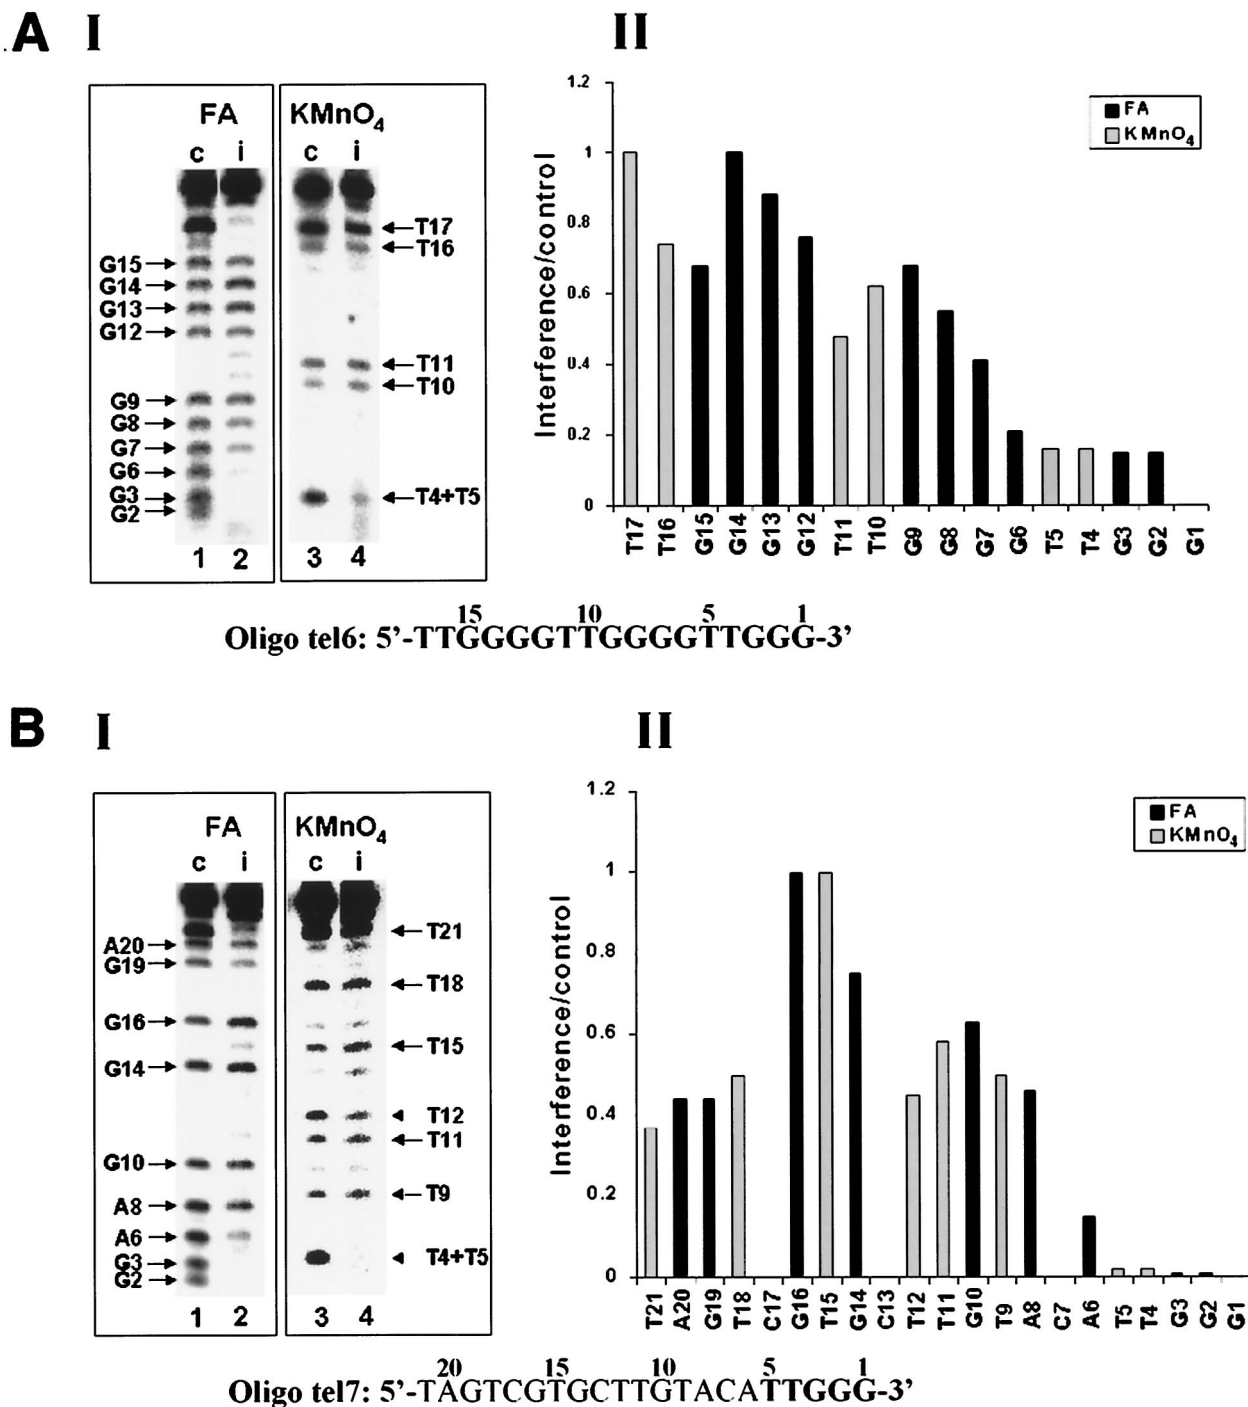 A I II
FA KMnO4
c i c i
G15
G14
G13
G12
G9
G8
G7
G6
G3
G2
T17
T16
T11
T10
T4+T5
1 2 3 4
Interference/control
1.2
1
0.8
0.6
0.4
0.2
0
FA
KMnO4
T17 T16 G15 G14 G13 G12 T11 T10 G9 G8 G7 G6 T5 T4 G3 G2 G1
15 10 5 1
Oligo tel6: 5'-TTGGGGTTGGGGTTGGG-3'
B I II
FA KMnO4
c i c i
A20
G19
G16
G14
G10
A8
A6
G3
G2
T21
T18
T15
T12
T11
T9
T4+T5
1 2 3 4
Interference/control
1.2
1
0.8
0.6
0.4
0.2
0
FA
KMnO4
T21 A20 G19 T18 C17 G16 T15 G14 C13 T12 T11 G10 T9 A8 C7 A6 T5 T4 G3 G2 G1
20 15 10 5 1
Oligo tel7: 5'-TAGTCGTGCTTGTACATTGGG-3'